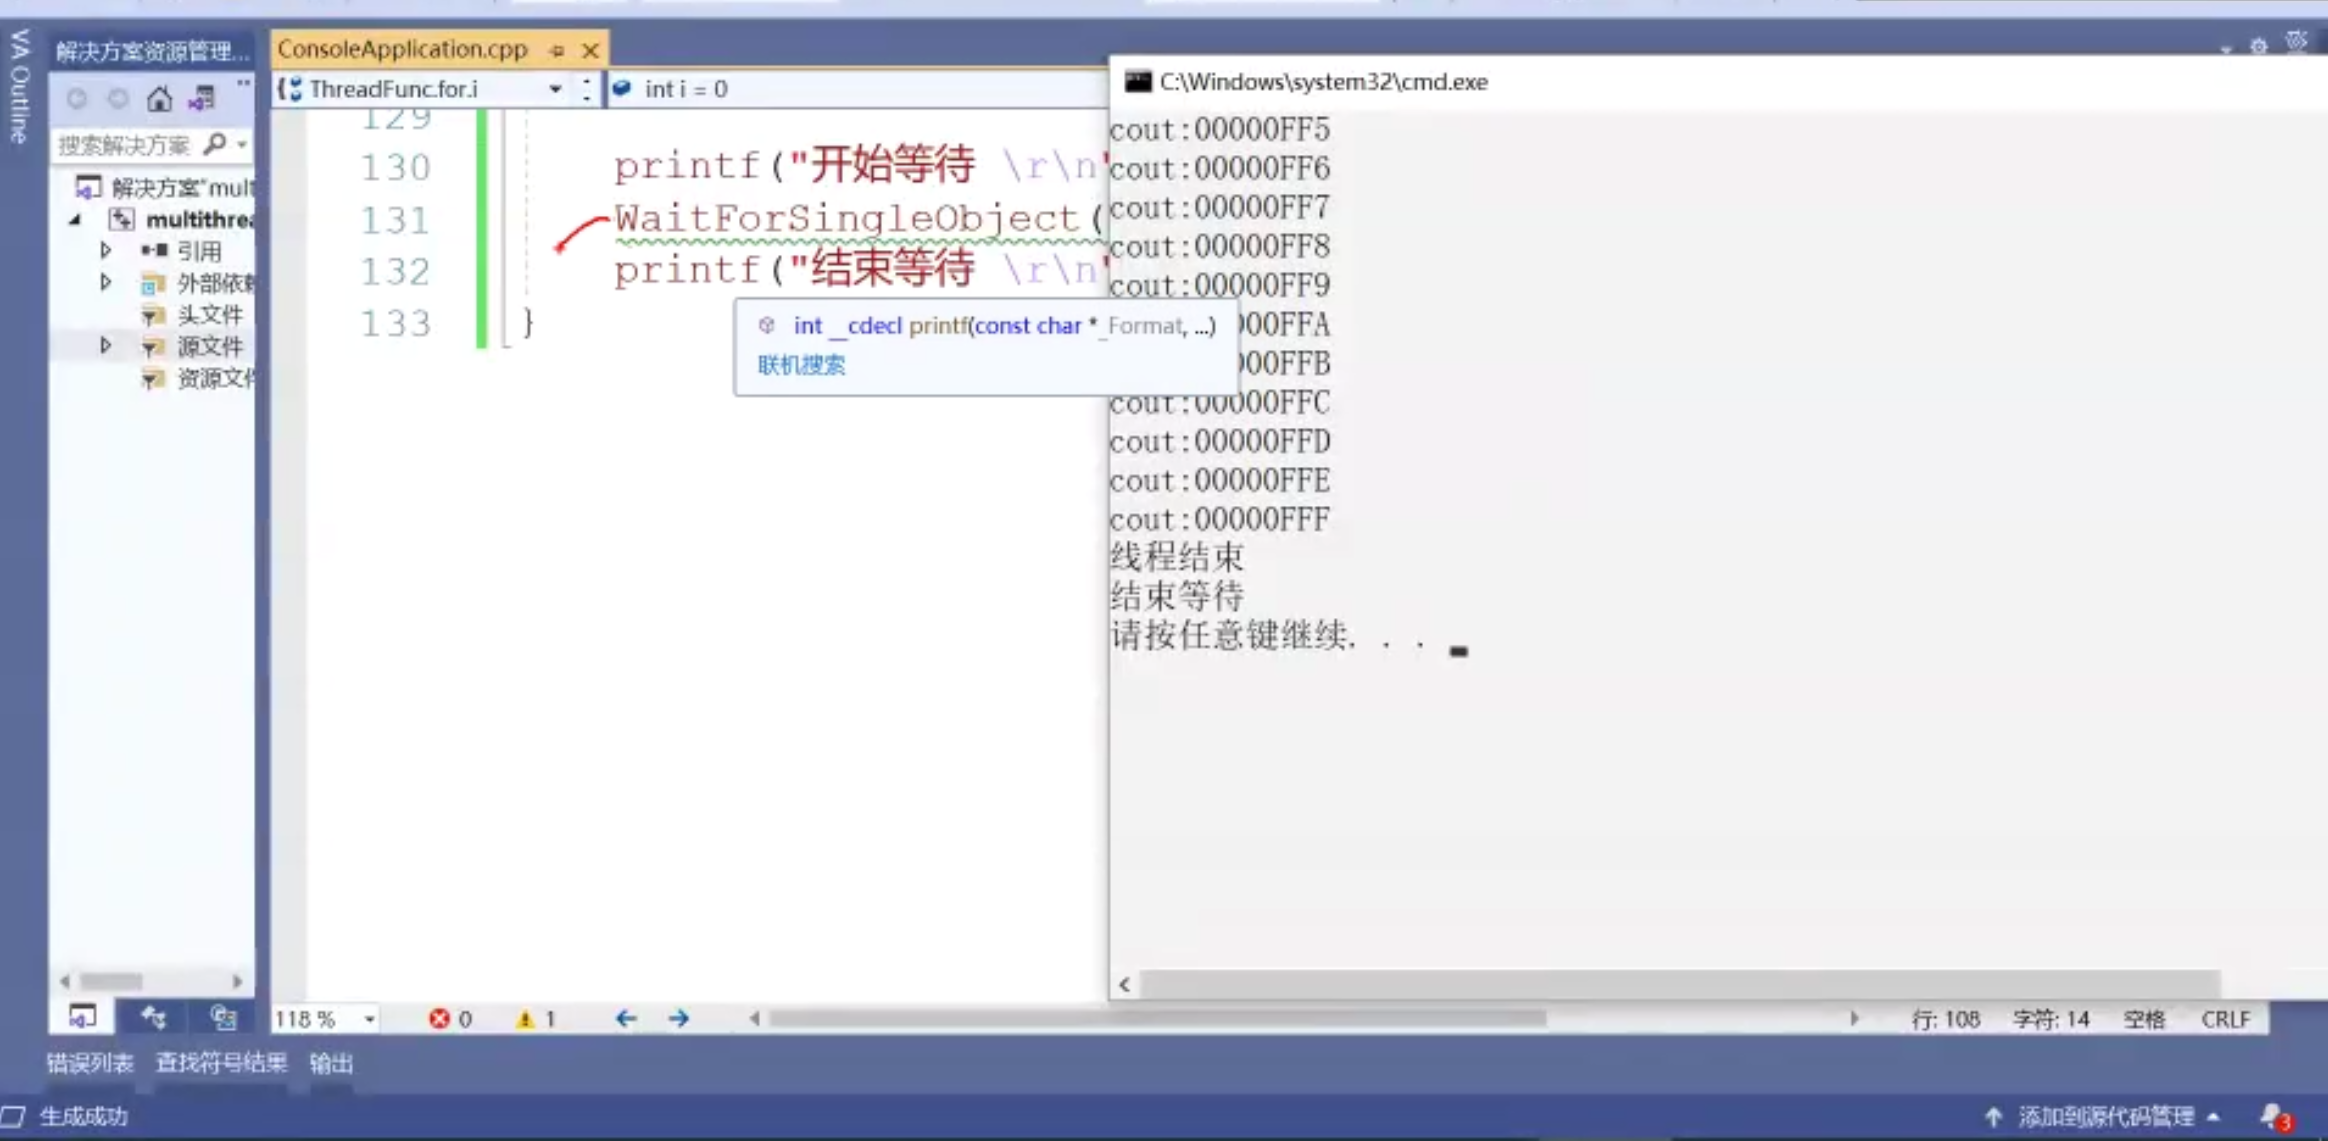 VA Outline
解决方案资源管理...
ConsoleApplication.cpp
ThreadFunc.for.i
int i = 0
C:\Windows\system32\cmd.exe
搜索解决方案
解决方案"mult
multithrea
引用
外部依赖
头文件
源文件
资源文件
129
130 printf("开始等待 \r\n"
131 WaitForSingleObject(
132 printf("结束等待 \r\n"
133 }
int __cdecl printf(const char *_Format, ...)
联机搜索
cout:00000FF5
cout:00000FF6
cout:00000FF7
cout:00000FF8
cout:00000FF9
00FFA
00FFB
cout:00000FFC
cout:00000FFD
cout:00000FFE
cout:00000FFF
线程结束
结束等待
请按任意键继续. . .
118 %
0
1
行: 108
字符: 14
空格
CRLF
错误列表
查找符号结果
输出
生成成功
添加到源代码管理
3